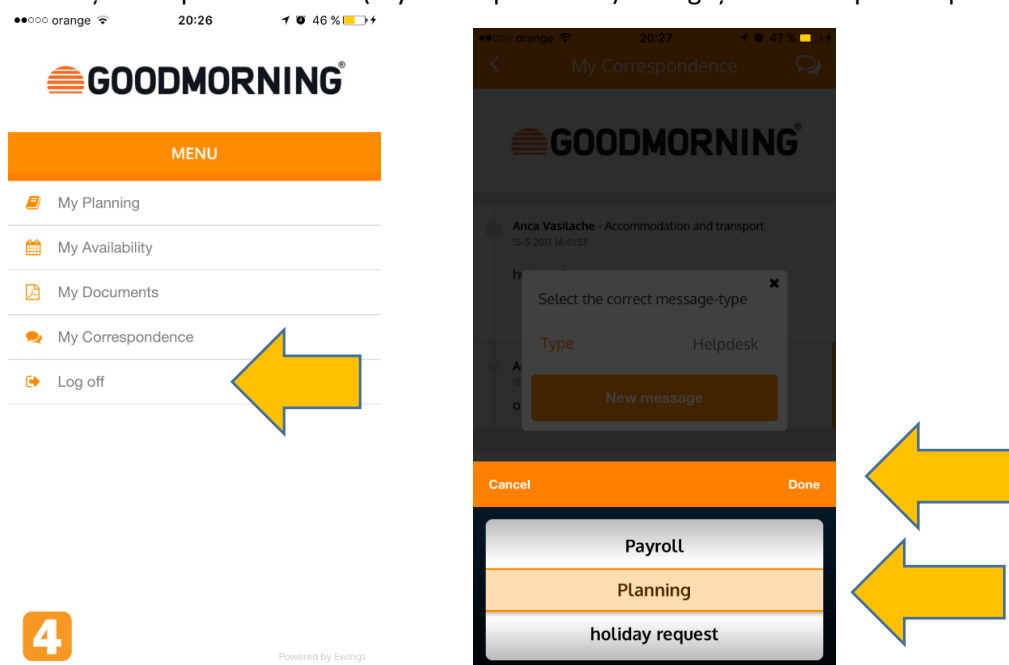 orange 20:26 46 %
GOODMORNING®
MENU
My Planning
My Availability
My Documents
My Correspondence
Log off
4
Powered by Ewings
orange 20:27 47 %
My Correspondence
GOODMORNING®
Anca Vasilache - Accommodation and transport
15-5-2017 14:41:57
Select the correct message-type
Type Helpdesk
New message
Cancel Done
Payroll
Planning
holiday request